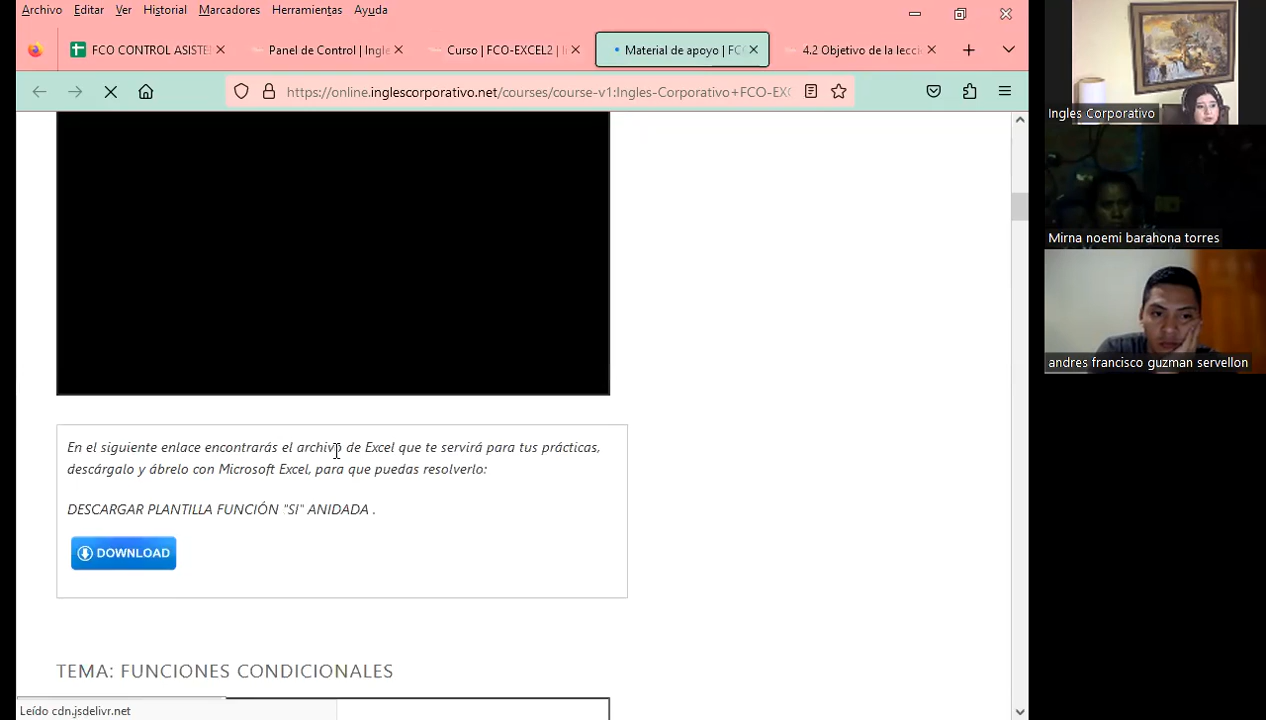 Archivo Editar Ver Historial Marcadores Herramientas Ayuda
FCO CONTROL ASISTE
Panel de Control | Ingle
Curso | FCO-EXCEL2 | I
Material de apoyo | FC
4.2 Objetivo de la lecci
https://online.inglescorporativo.net/courses/course-v1:Ingles-Corporativo+FCO-EXC
En el siguiente enlace encontrarás el archivo de Excel que te servirá para tus prácticas,
descárgalo y ábrelo con Microsoft Excel, para que puedas resolverlo:
DESCARGAR PLANTILLA FUNCIÓN "SI" ANIDADA .
DOWNLOAD
TEMA: FUNCIONES CONDICIONALES
Leído cdn.jsdelivr.net
Ingles Corporativo
Mirna noemi barahona torres
andres francisco guzman servellon